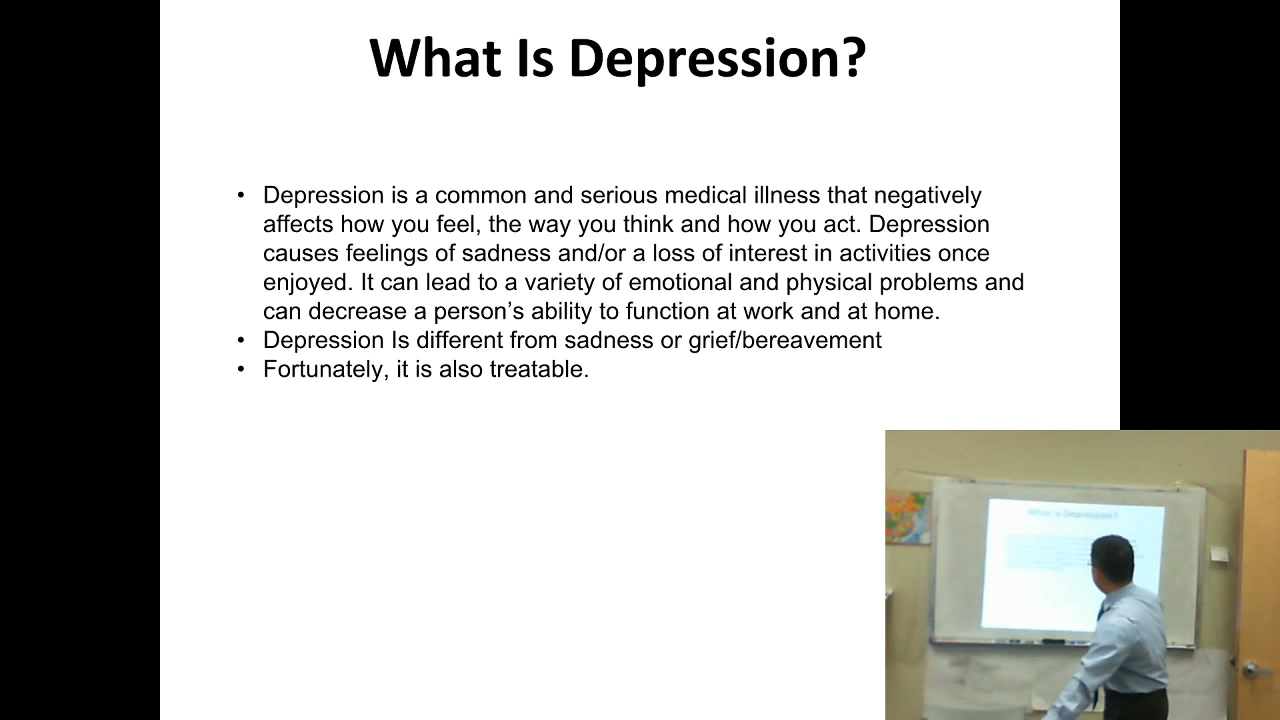 What Is Depression?
• Depression is a common and serious medical illness that negatively
affects how you feel, the way you think and how you act. Depression
causes feelings of sadness and/or a loss of interest in activities once
enjoyed. It can lead to a variety of emotional and physical problems and
can decrease a person’s ability to function at work and at home.
• Depression Is different from sadness or grief/bereavement
• Fortunately, it is also treatable.
What is Depression?